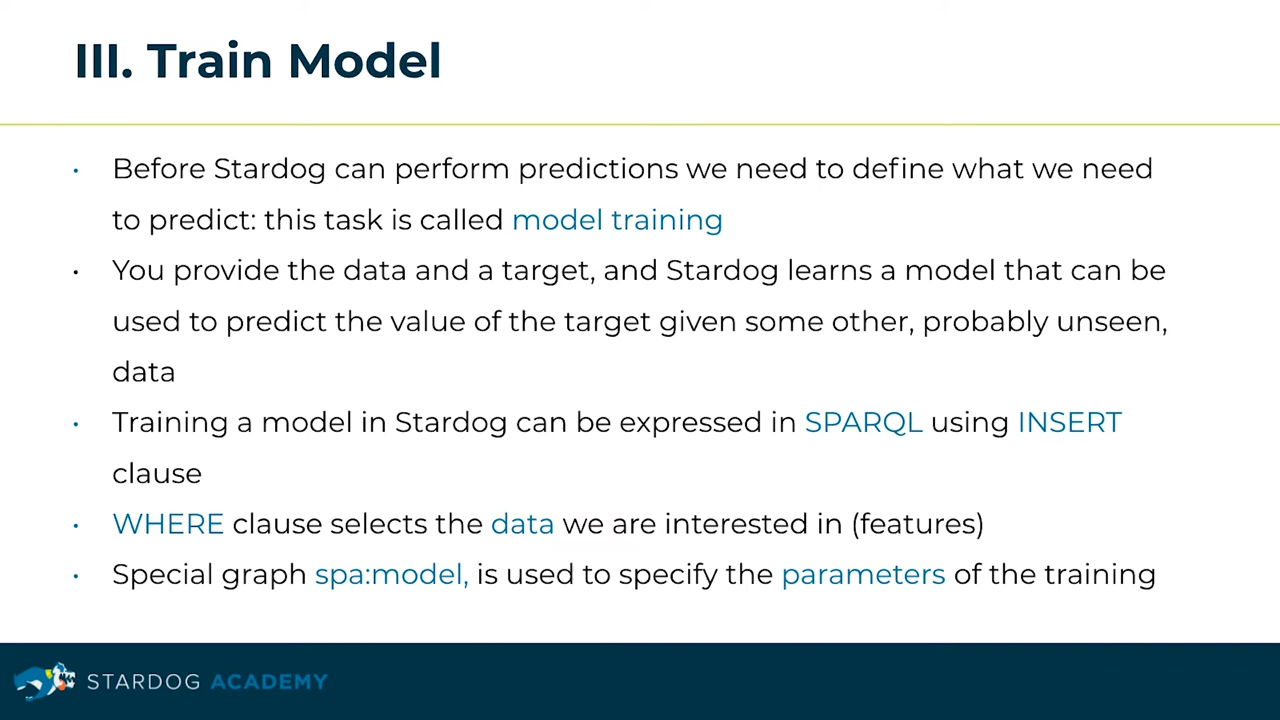 III. Train Model
• Before Stardog can perform predictions we need to define what we need
to predict: this task is called model training
• You provide the data and a target, and Stardog learns a model that can be
used to predict the value of the target given some other, probably unseen,
data
• Training a model in Stardog can be expressed in SPARQL using INSERT
clause
• WHERE clause selects the data we are interested in (features)
• Special graph spa:model, is used to specify the parameters of the training
STARDOG ACADEMY